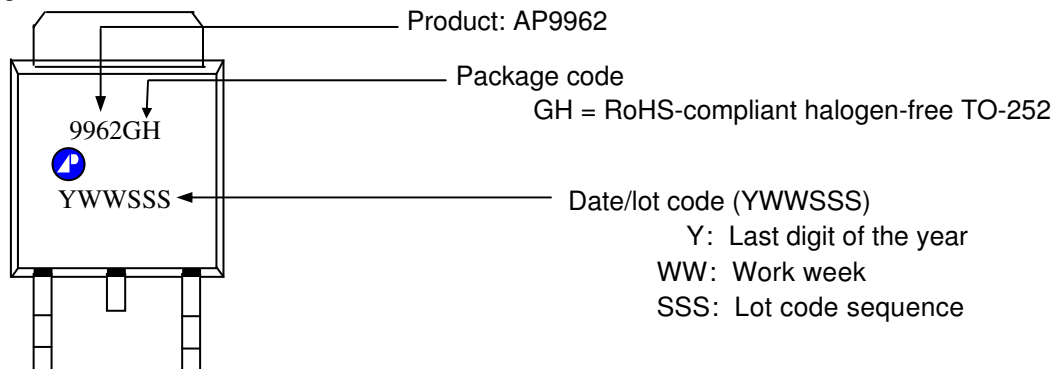 Product: AP9962
Package code
GH = RoHS-compliant halogen-free TO-252
9962GH
AP
YWWSSS
Date/lot code (YWWSSS)
Y: Last digit of the year
WW: Work week
SSS: Lot code sequence